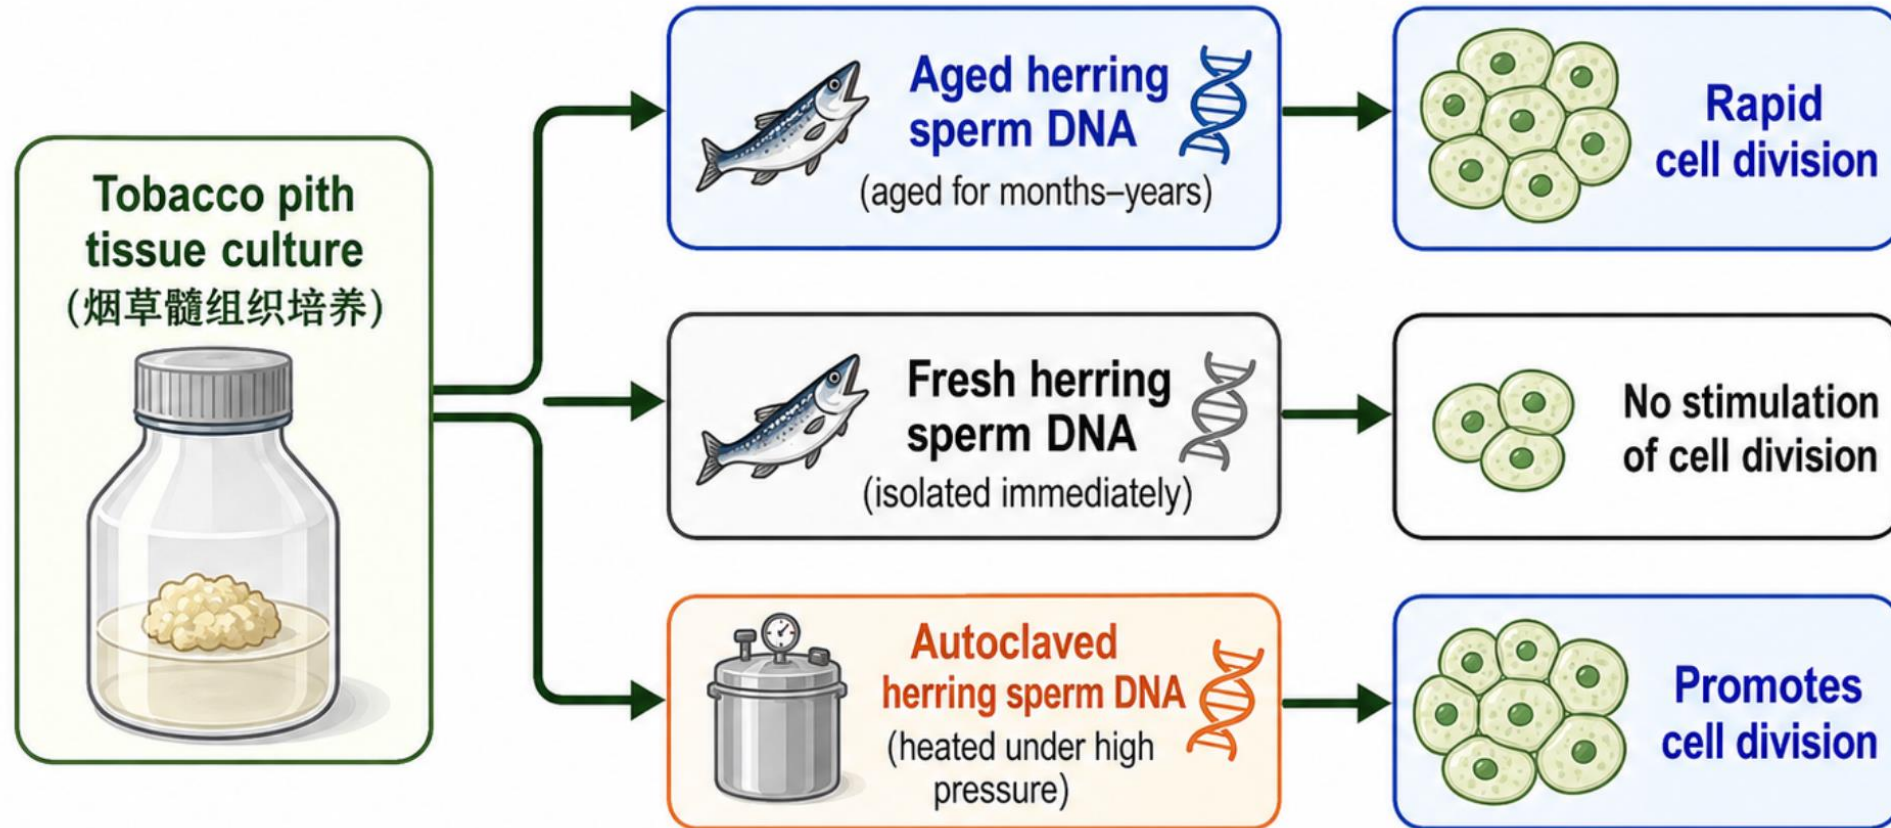 Tobacco pith
tissue culture
(烟草髓组织培养)
Aged herring
sperm DNA
(aged for months–years)
Rapid
cell division
Fresh herring
sperm DNA
(isolated immediately)
No stimulation
of cell division
Autoclaved
herring sperm DNA
(heated under high
pressure)
Promotes
cell division